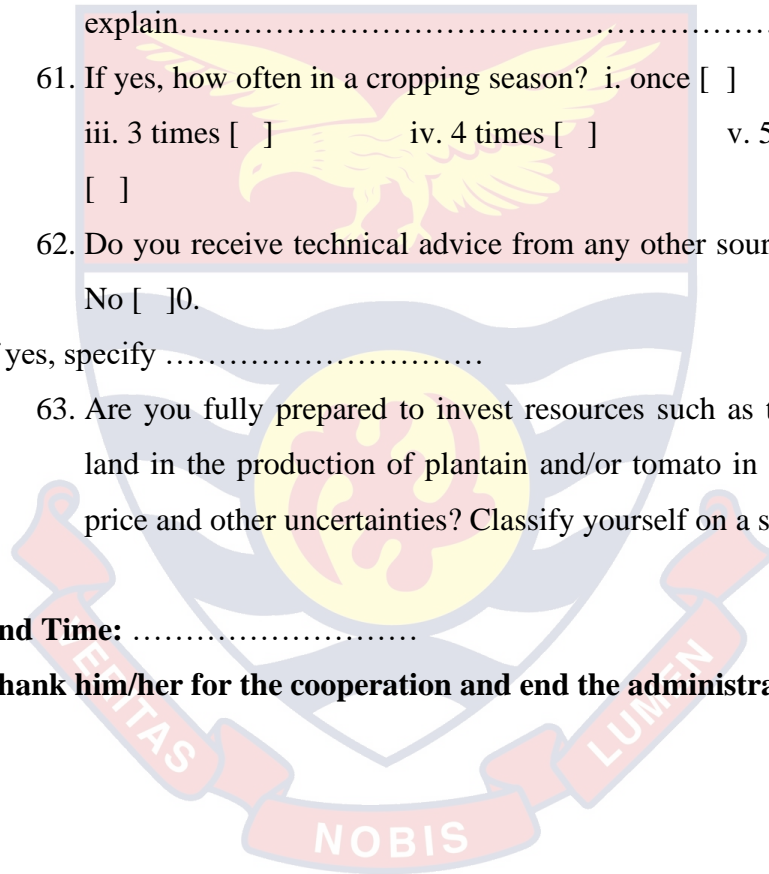 explain……………………………………………………
61. If yes, how often in a cropping season? i. once [ ]
iii. 3 times [ ] iv. 4 times [ ] v. 5
[ ]
62. Do you receive technical advice from any other sour
No [ ]0.
yes, specify …………………………
63. Are you fully prepared to invest resources such as t
land in the production of plantain and/or tomato in
price and other uncertainties? Classify yourself on a s
nd Time: ………………………
hank him/her for the cooperation and end the administra
VERITAS
NOBIS
LUMEN